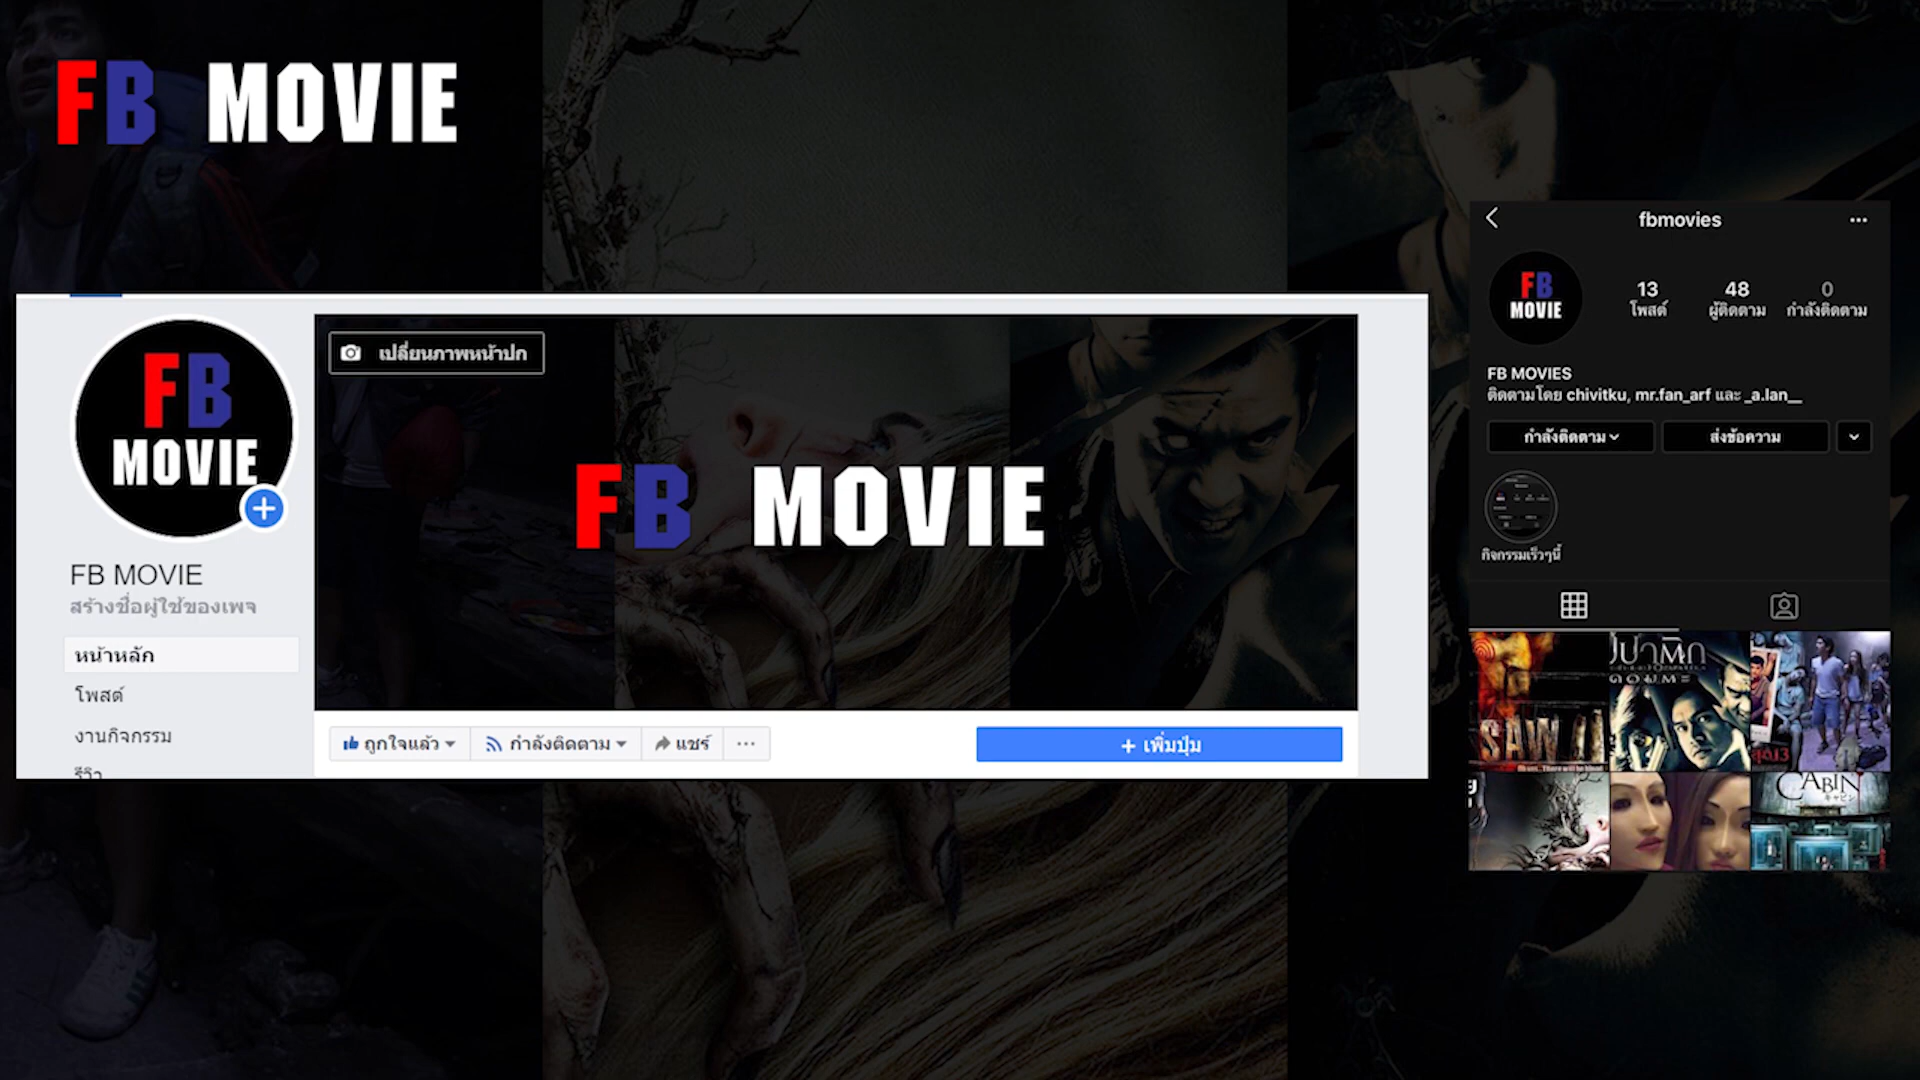 FB MOVIE
FB
MOVIE
FB MOVIE
สร้างชื่อผู้ใช้ของเพจ
หน้าหลัก
โพสต์
งานกิจกรรม
รีวิว
เปลี่ยนภาพหน้าปก
FB MOVIE
ถูกใจแล้ว
กำลังติดตาม
แชร์
...
+ เพิ่มปุ่ม
fbmovies
...
FB
MOVIE
13
โพสต์
48
ผู้ติดตาม
0
กำลังติดตาม
FB MOVIES
ติดตามโดย chivitku, mr.fan_arf และ _a.lan__
กำลังติดตาม
ส่งข้อความ
กิจกรรมเร็วๆนี้
SAW II
CABIN
キャビン